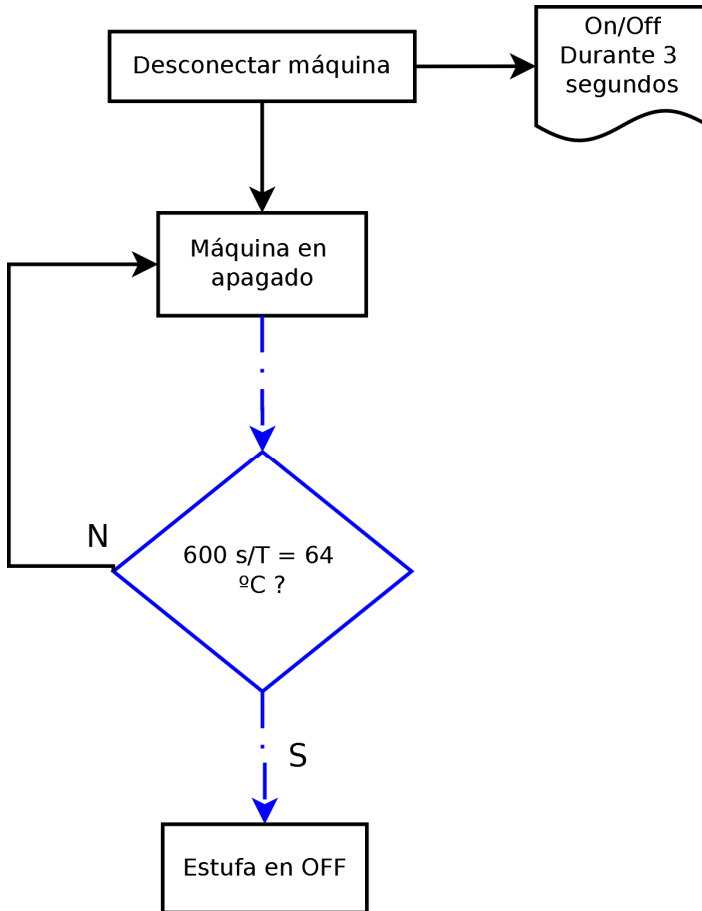 Desconectar máquina
On/Off
Durante 3
segundos
Máquina en
apagado
N
600 s/T = 64
ºC ?
S
Estufa en OFF